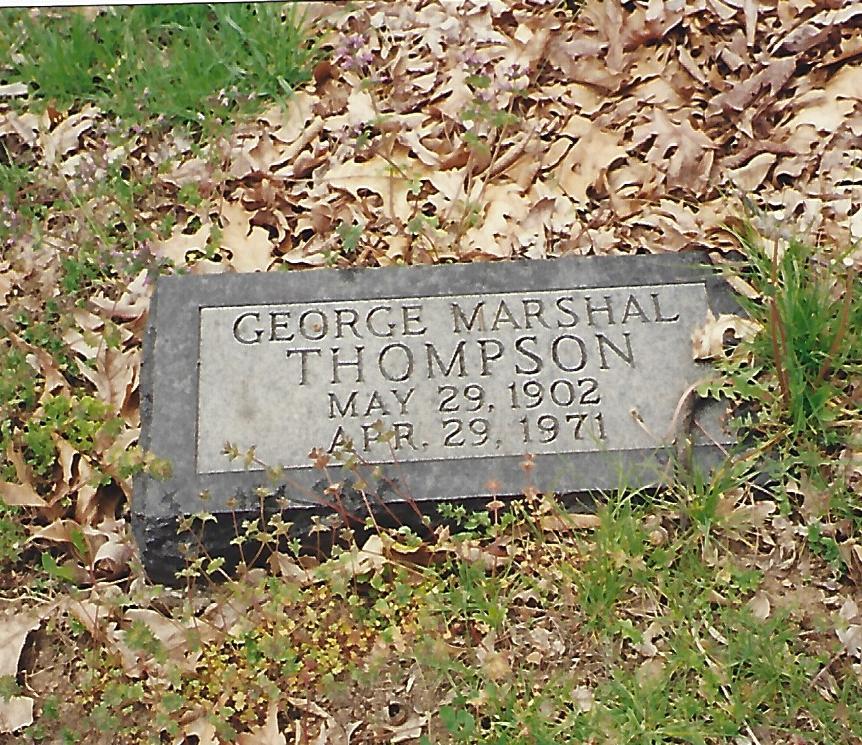 GEORGE MARSHAL
THOMPSON
MAY 29, 1902
APR. 29, 1971